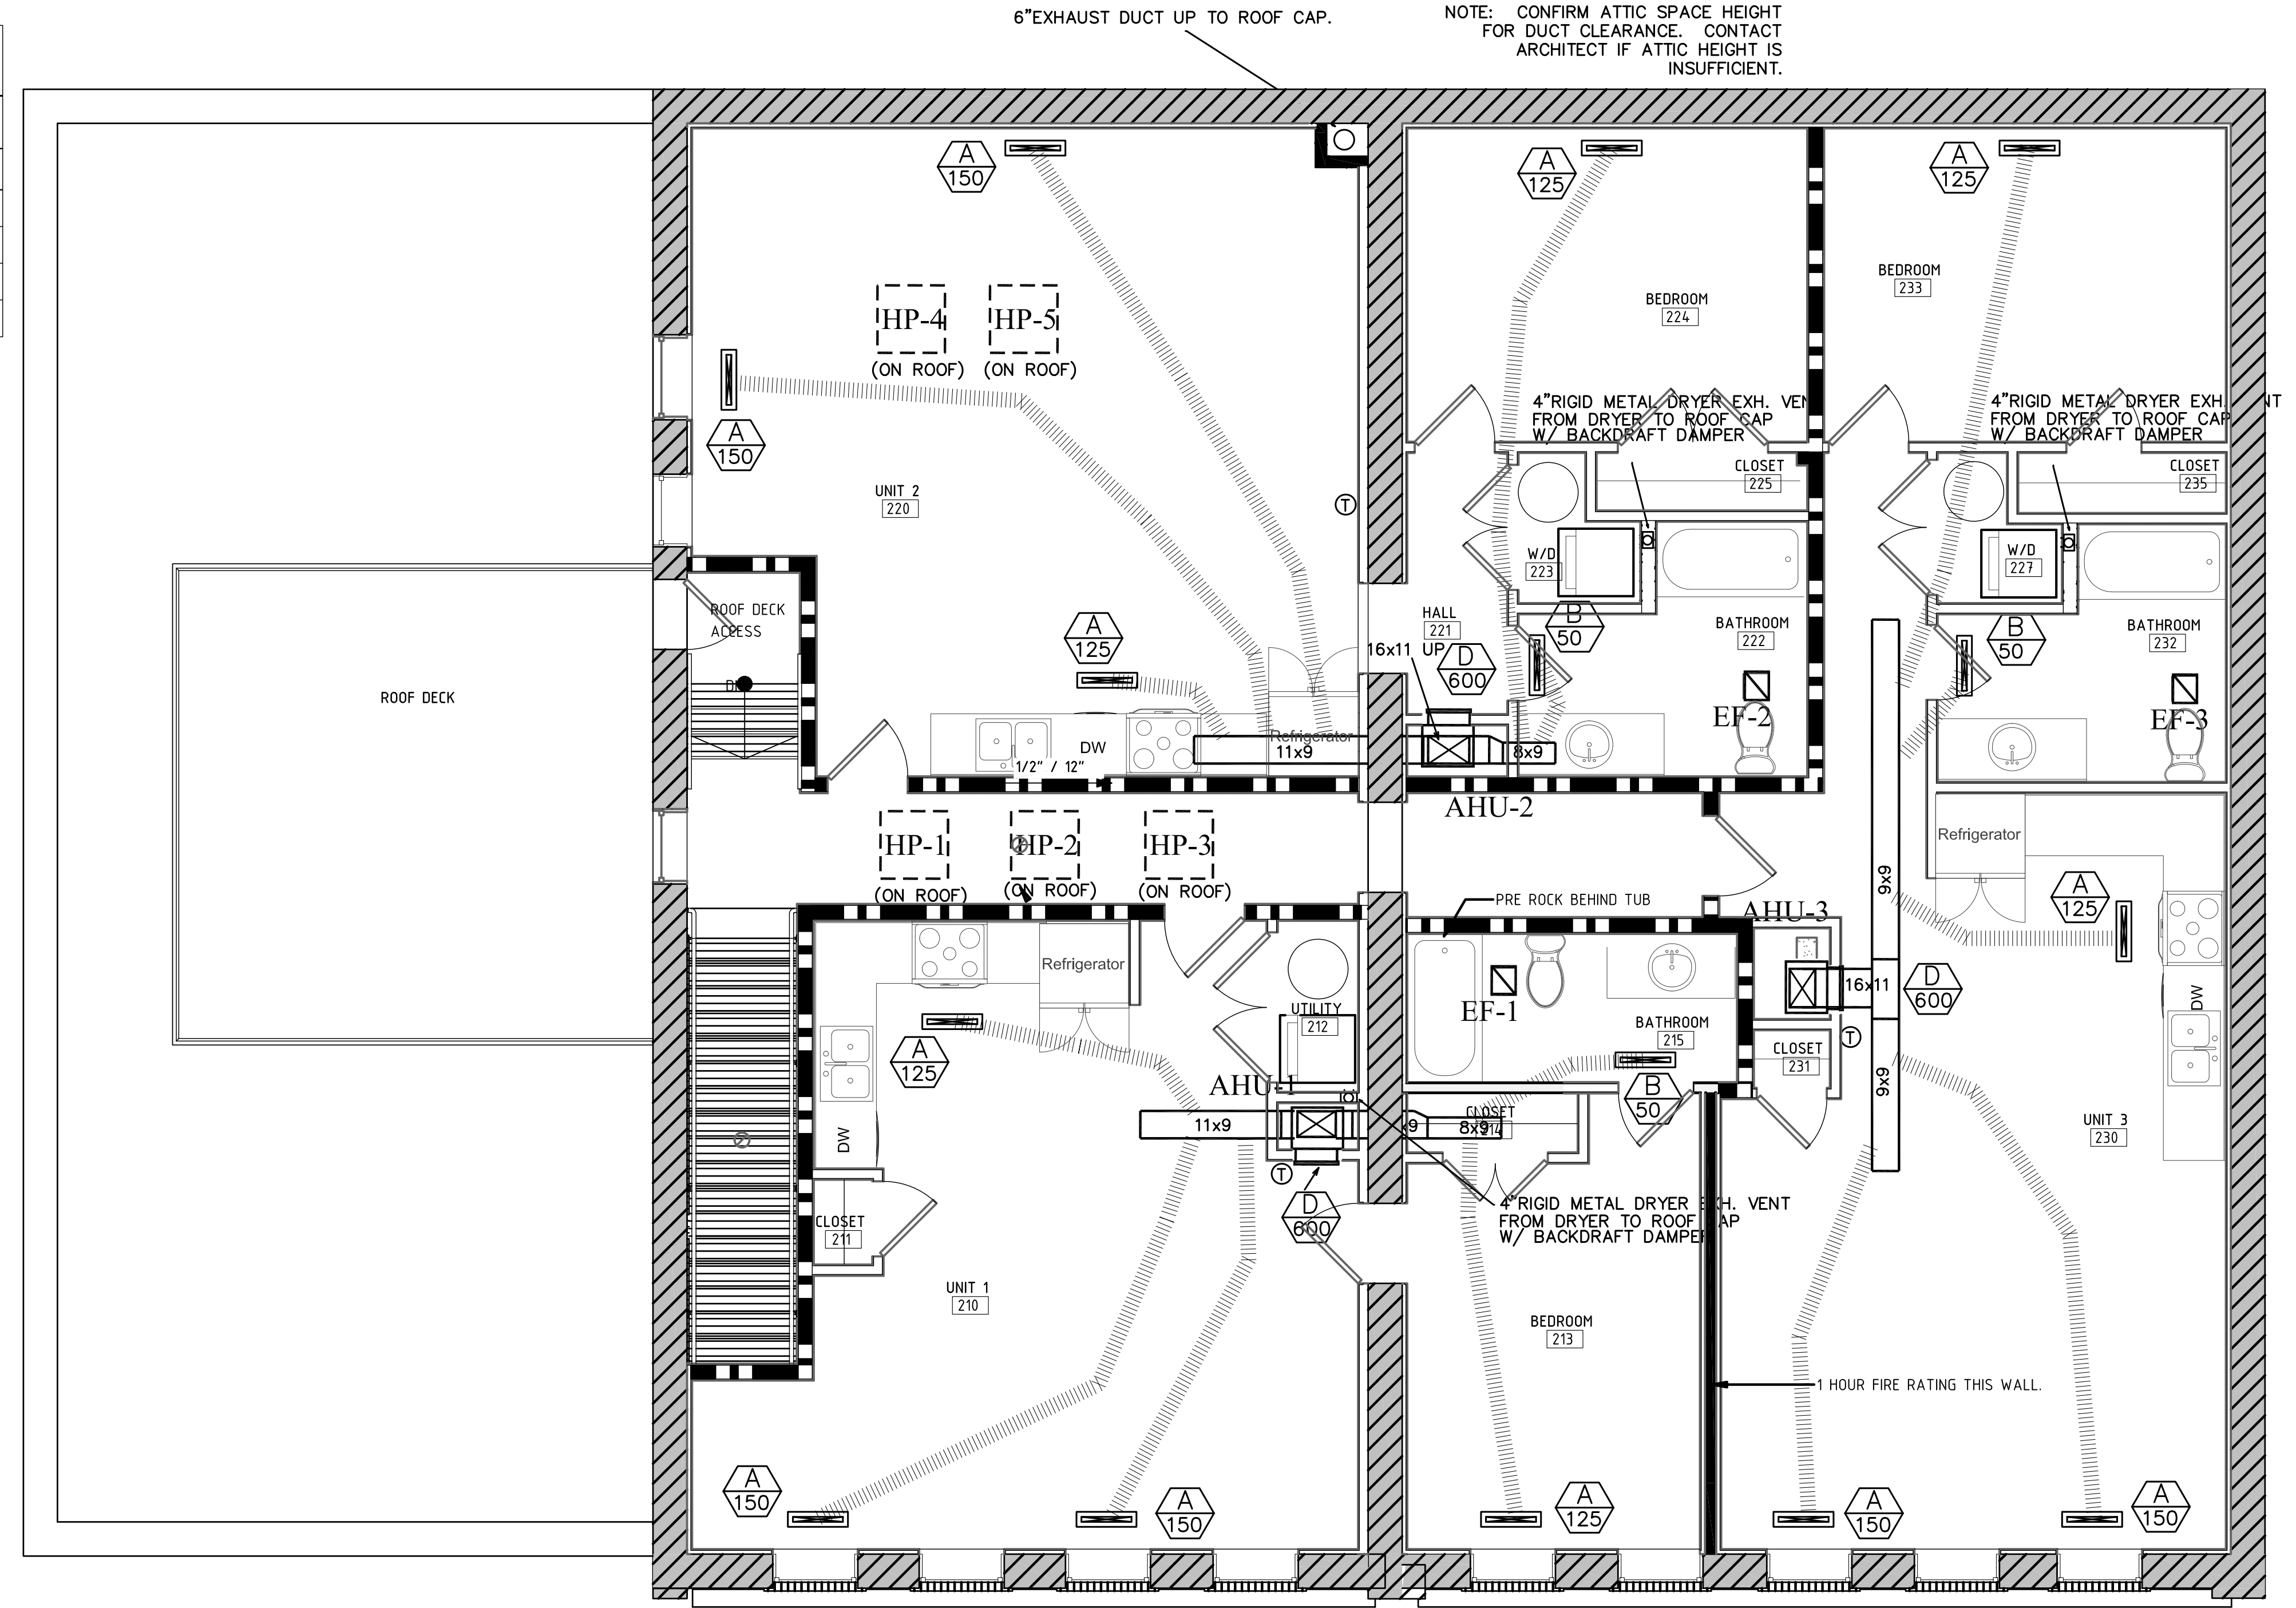 6"EXHAUST DUCT UP TO ROOF CAP.
NOTE: CONFIRM ATTIC SPACE HEIGHT
FOR DUCT CLEARANCE. CONTACT
ARCHITECT IF ATTIC HEIGHT IS
INSUFFICIENT.
A
150
A
125
A
125
HP-4
(ON ROOF)
HP-5
(ON ROOF)
A
150
UNIT 2
220
BEDROOM
224
BEDROOM
233
4"RIGID METAL DRYER EXH. VENT
FROM DRYER TO ROOF CAP
W/ BACKDRAFT DAMPER
4"RIGID METAL DRYER EXH. VENT
FROM DRYER TO ROOF CAP
W/ BACKDRAFT DAMPER
CLOSET
225
CLOSET
235
T
W/D
223
W/D
227
ROOF DECK
ACCESS
ROOF DECK
A
125
HALL
221
16x11 UP
D
600
B
50
BATHROOM
222
EF-2
B
50
BATHROOM
232
EF-3
DW
1/2" / 12"
Refrigerator
11x9
8x9
AHU-2
HP-1
(ON ROOF)
HP-2
(ON ROOF)
HP-3
(ON ROOF)
Refrigerator
9x9
A
125
PRE ROCK BEHIND TUB
AHU-3
16x11
D
600
DW
T
Refrigerator
A
125
UTILITY
212
EF-1
BATHROOM
215
CLOSET
231
9x9
AHU-1
B
50
DW
11x9
x9
8x9
CLOSET
214
T
D
600
4"RIGID METAL DRYER EXH. VENT
FROM DRYER TO ROOF CAP
W/ BACKDRAFT DAMPER
CLOSET
211
UNIT 1
210
UNIT 3
230
BEDROOM
213
1 HOUR FIRE RATING THIS WALL.
A
150
A
150
A
125
A
150
A
150